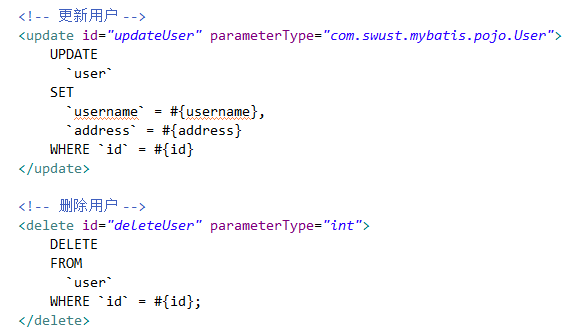 <!-- 更新用户 -->
<update id="updateUser" parameterType="com.swust.mybatis.pojo.User">
    UPDATE
      `user`
    SET
      `username` = #{username},
      `address` = #{address}
    WHERE `id` = #{id}
</update>

<!-- 删除用户 -->
<delete id="deleteUser" parameterType="int">
    DELETE
    FROM
      `user`
    WHERE `id` = #{id};
</delete>